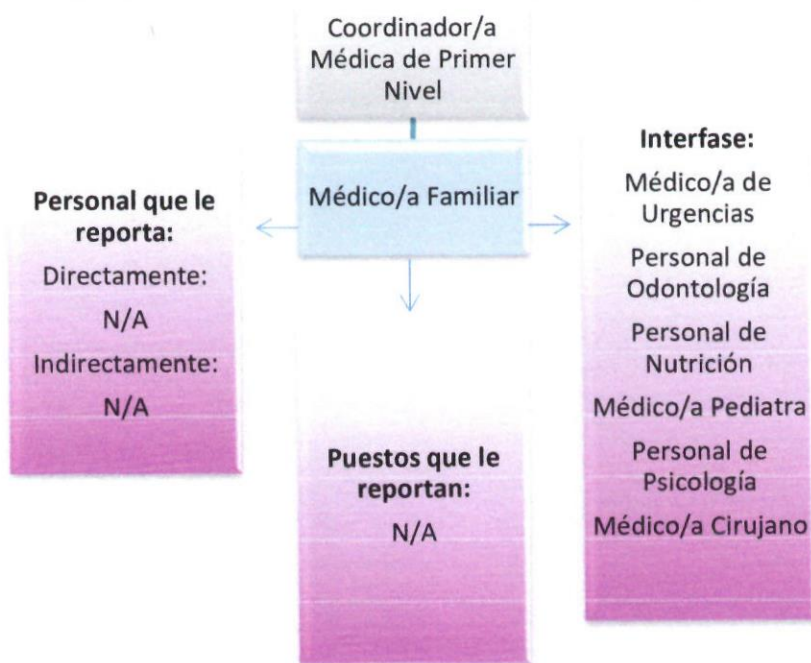 Coordinador/a
Médica de Primer
Nivel
Médico/a Familiar
Personal que le
reporta:
Directamente:
N/A
Indirectamente:
N/A
Puestos que le
reportan:
N/A
Interfase:
Médico/a de
Urgencias
Personal de
Odontología
Personal de
Nutrición
Médico/a Pediatra
Personal de
Psicología
Médico/a Cirujano